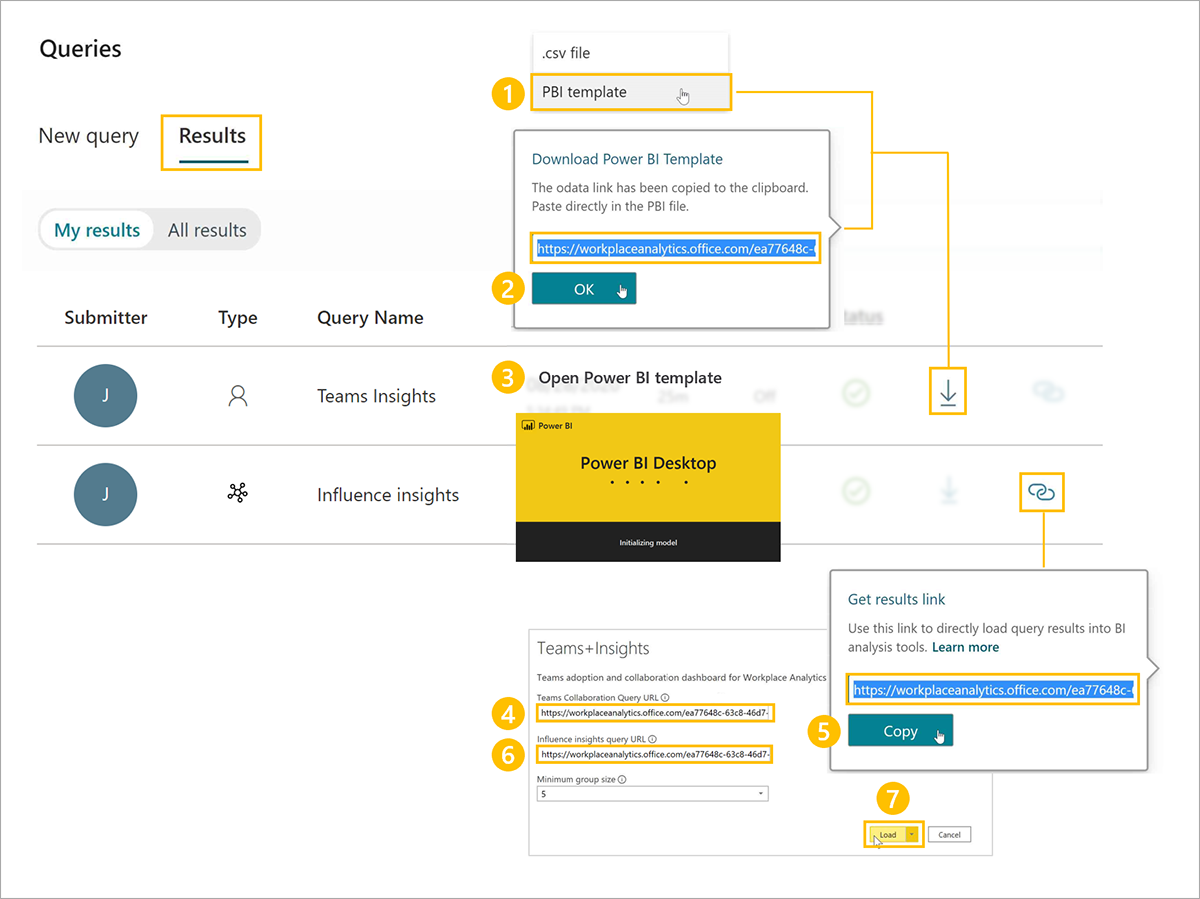 Queries
New query
Results
My results
All results
Submitter
Type
Query Name
J
Teams Insights
J
Influence insights
.csv file
1
PBI template
Download Power BI Template
The odata link has been copied to the clipboard.
Paste directly in the PBI file.
https://workplaceanalytics.office.com/ea77648c-
2
OK
3
Open Power BI template
25m
Off
Power BI
Power BI Desktop
Initializing model
Get results link
Use this link to directly load query results into BI
analysis tools. Learn more
https://workplaceanalytics.office.com/ea77648c-
5
Copy
Teams+Insights
Teams adoption and collaboration dashboard for Workplace Analytics
Teams Collaboration Query URL
4
https://workplaceanalytics.office.com/ea77648c-63c8-46d7-
Influence insights query URL
6
https://workplaceanalytics.office.com/ea77648c-63c8-46d7-
Minimum group size
5
7
Load
Cancel